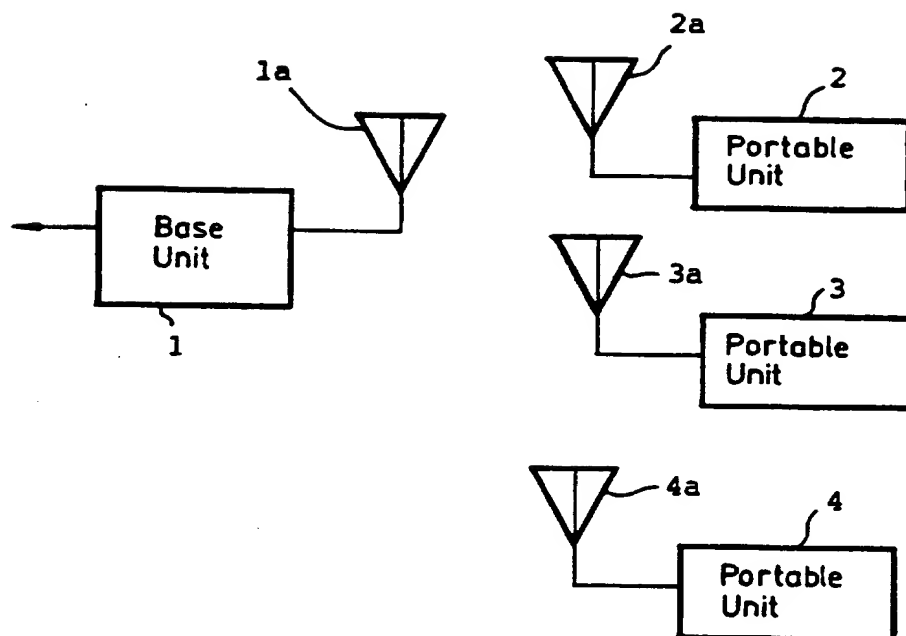 2a
1a
2
Portable
Unit
Base
Unit
3a
3
1
Portable
Unit
4a
4
Portable
Unit